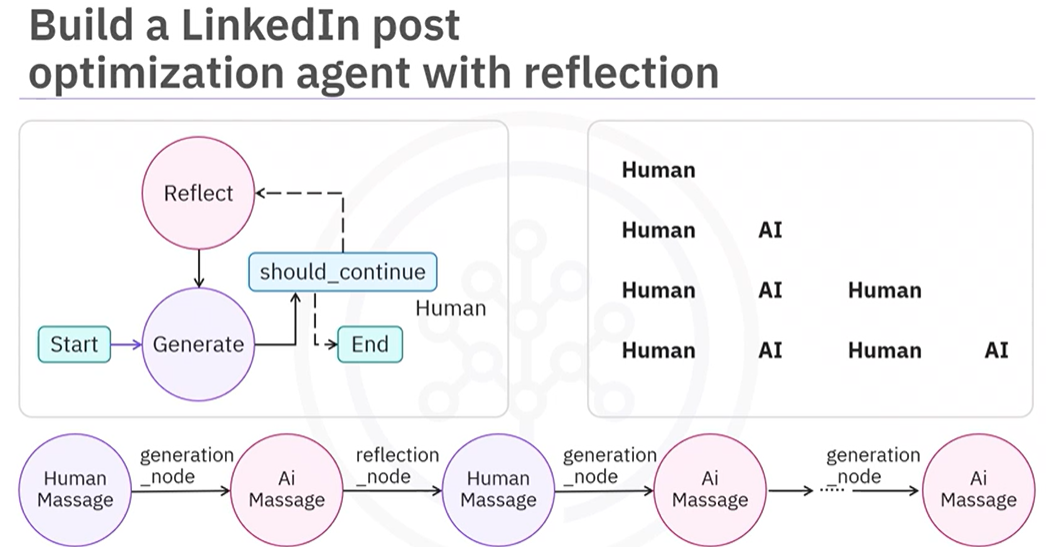 Build a LinkedIn post
optimization agent with reflection
Reflect
should_continue
Human
Start
Generate
End
Human
Human AI
Human AI Human
Human AI Human AI
Human
Massage
generation
_node
Ai
Massage
reflection
_node
Human
Massage
generation
_node
Ai
Massage
generation
_node
Ai
Massage